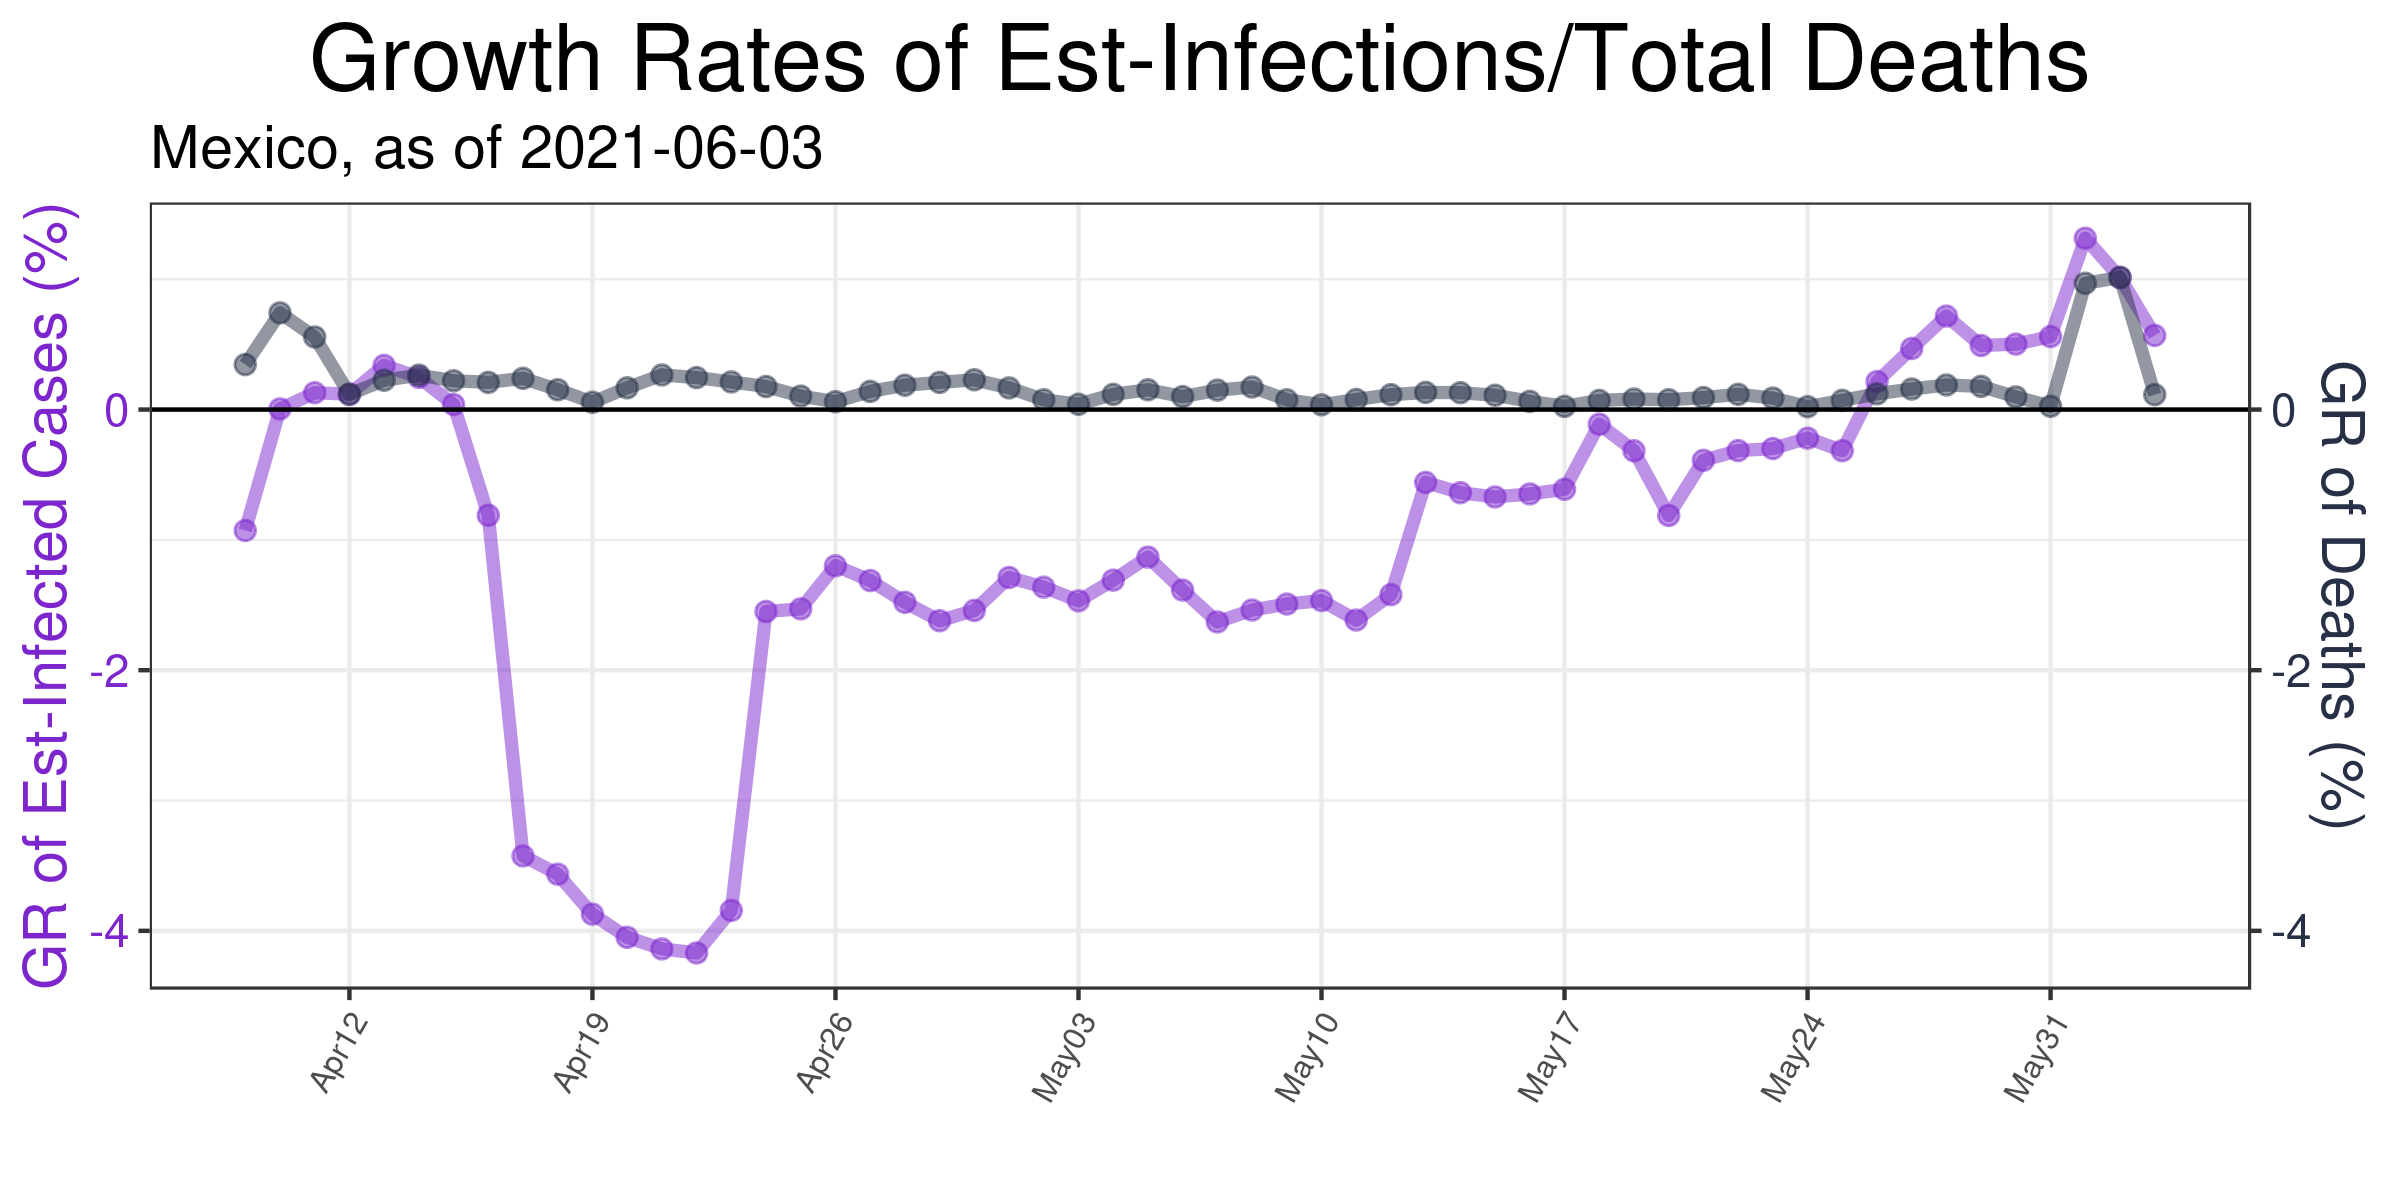 Growth Rates of Est-Infections/Total Deaths
Mexico, as of 2021-06-03
GR of Est-Infected Cases (%)
0
-2
-4
0
-2
-4
GR of Deaths (%)
Apr12
Apr19
Apr26
May03
May10
May17
May24
May31